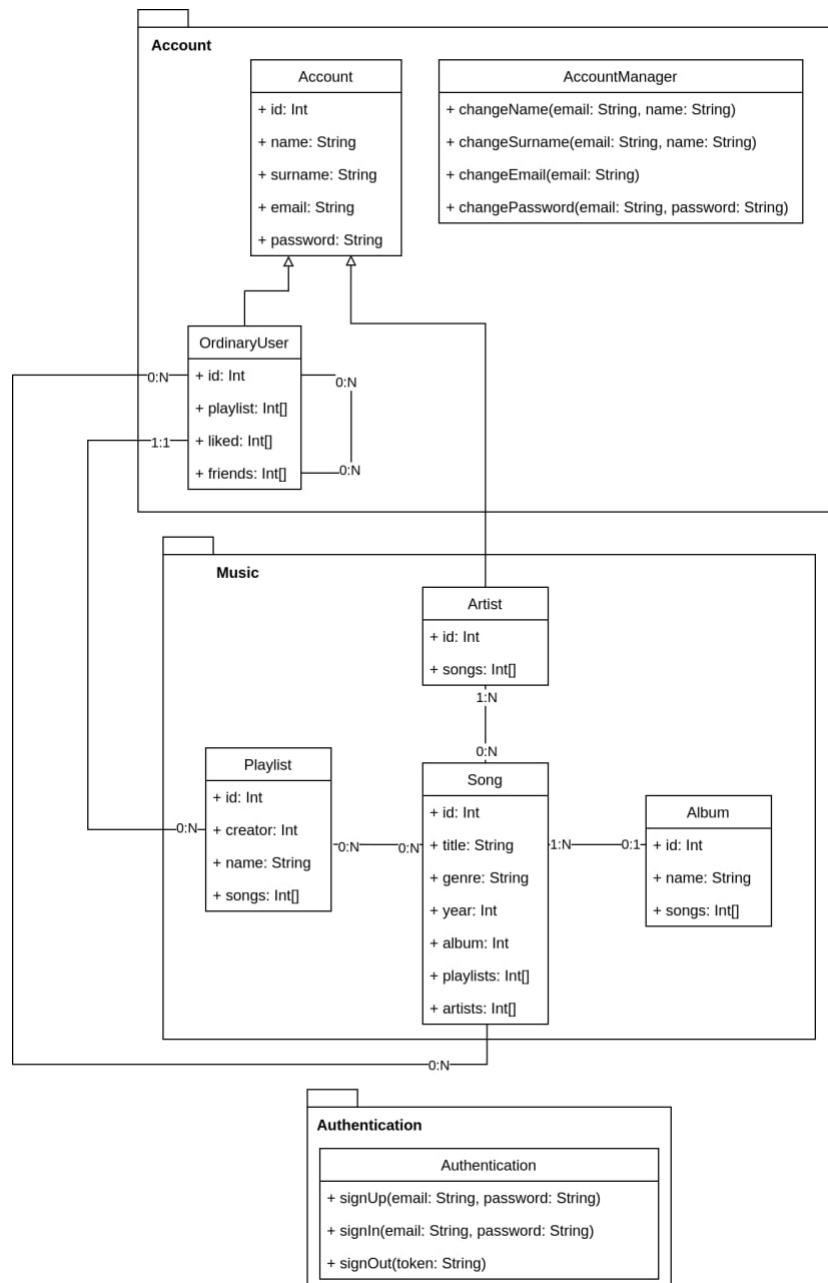 Account
Account
+ id: Int
+ name: String
+ surname: String
+ email: String
+ password: String
AccountManager
+ changeName(email: String, name: String)
+ changeSurname(email: String, name: String)
+ changeEmail(email: String)
+ changePassword(email: String, password: String)
OrdinaryUser
+ id: Int
+ playlist: Int[]
+ liked: Int[]
+ friends: Int[]
0:N
1:1
0:N
0:N
Music
Artist
+ id: Int
+ songs: Int[]
1:N
0:N
Playlist
+ id: Int
+ creator: Int
+ name: String
+ songs: Int[]
0:N
0:N
0:N
Song
+ id: Int
+ title: String
+ genre: String
+ year: Int
+ album: Int
+ playlists: Int[]
+ artists: Int[]
1:N
0:1
Album
+ id: Int
+ name: String
+ songs: Int[]
0:N
Authentication
Authentication
+ signUp(email: String, password: String)
+ signIn(email: String, password: String)
+ signOut(token: String)